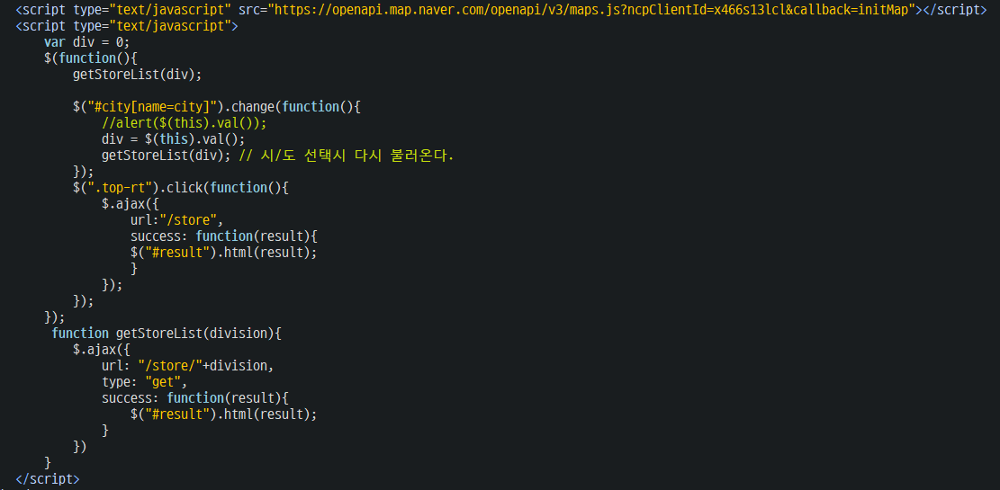 <script type="text/javascript" src="https://openapi.map.naver.com/openapi/v3/maps.js?ncpClientId=x466s13lcl&callback=initMap"></script>
<script type="text/javascript">
    var div = 0;
    $(function(){
        getStoreList(div);

        $("#city[name=city]").change(function(){
            //alert($(this).val());
            div = $(this).val();
            getStoreList(div); // 시/도 선택시 다시 불러온다.
        });
        $(".top-rt").click(function(){
            $.ajax({
                url:"/store",
                success: function(result){
                $("#result").html(result);
                }
            });
        });
    });
     function getStoreList(division){
        $.ajax({
            url: "/store/"+division,
            type: "get",
            success: function(result){
                $("#result").html(result);
            }
        })
    }
</script>